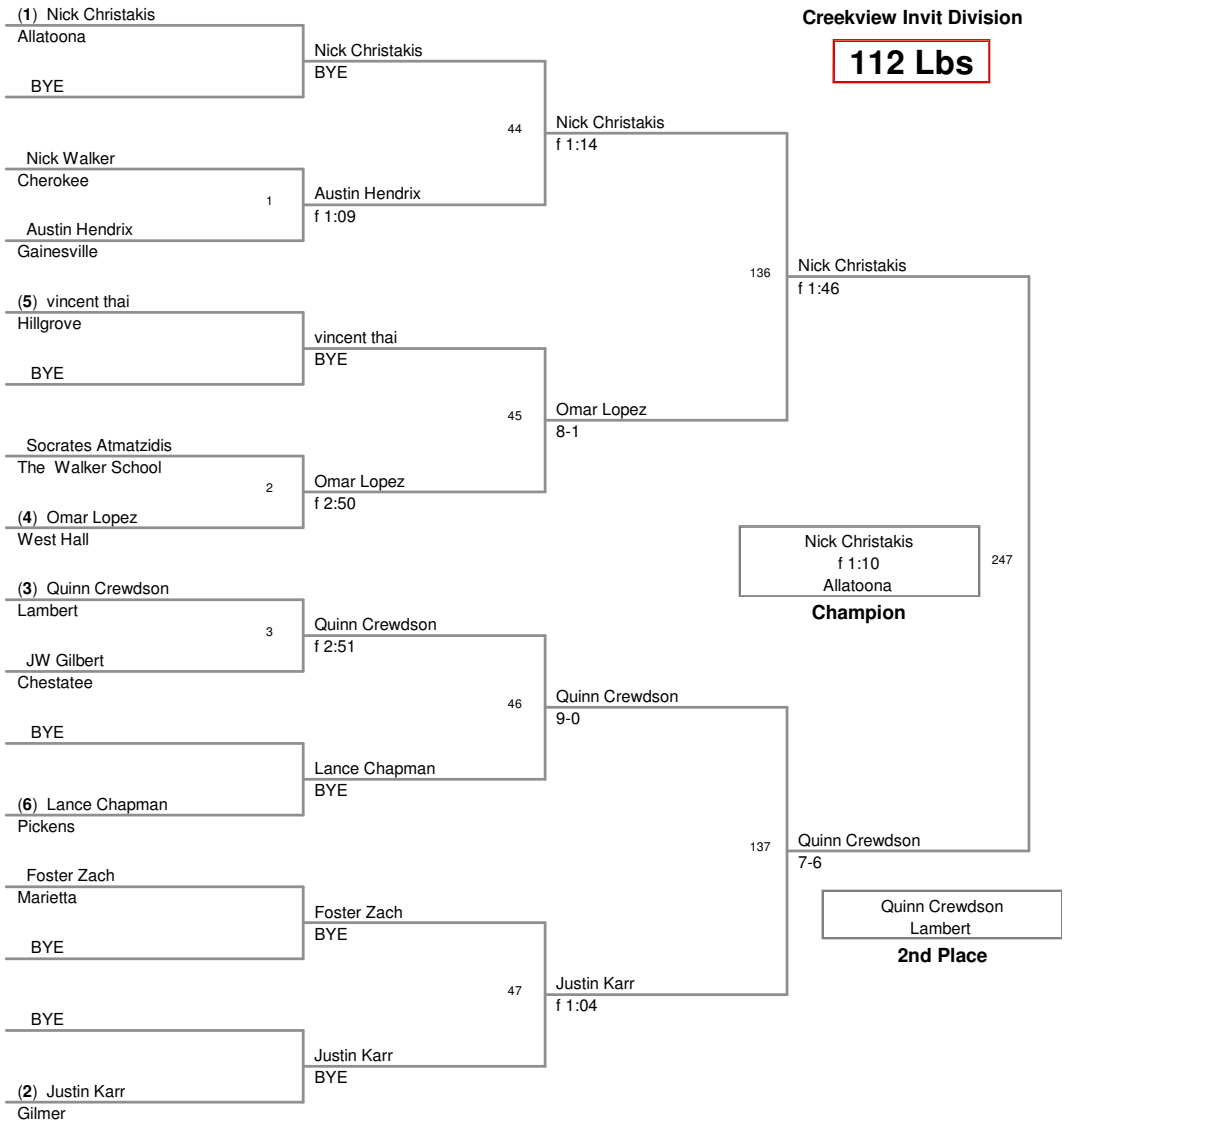 Creekview Invit Division
112 Lbs
(1) Nick Christakis
Allatoona
BYE
Nick Walker
Cherokee
1
Austin Hendrix
Gainesville
(5) vincent thai
Hillgrove
BYE
Socrates Atmatzidis
The Walker School
2
(4) Omar Lopez
West Hall
(3) Quinn Crewdson
Lambert
3
JW Gilbert
Chestatee
BYE
(6) Lance Chapman
Pickens
Foster Zach
Marietta
BYE
BYE
(2) Justin Karr
Gilmer
Nick Christakis
BYE
44
Austin Hendrix
f 1:09
vincent thai
BYE
45
Omar Lopez
f 2:50
Quinn Crewdson
f 2:51
46
Lance Chapman
BYE
Foster Zach
BYE
47
Justin Karr
BYE
Nick Christakis
f 1:14
136
Omar Lopez
8-1
Quinn Crewdson
9-0
137
Justin Karr
f 1:04
Nick Christakis
f 1:46
247
Quinn Crewdson
7-6
Nick Christakis
f 1:10
Allatoona
Champion
Quinn Crewdson
Lambert
2nd Place